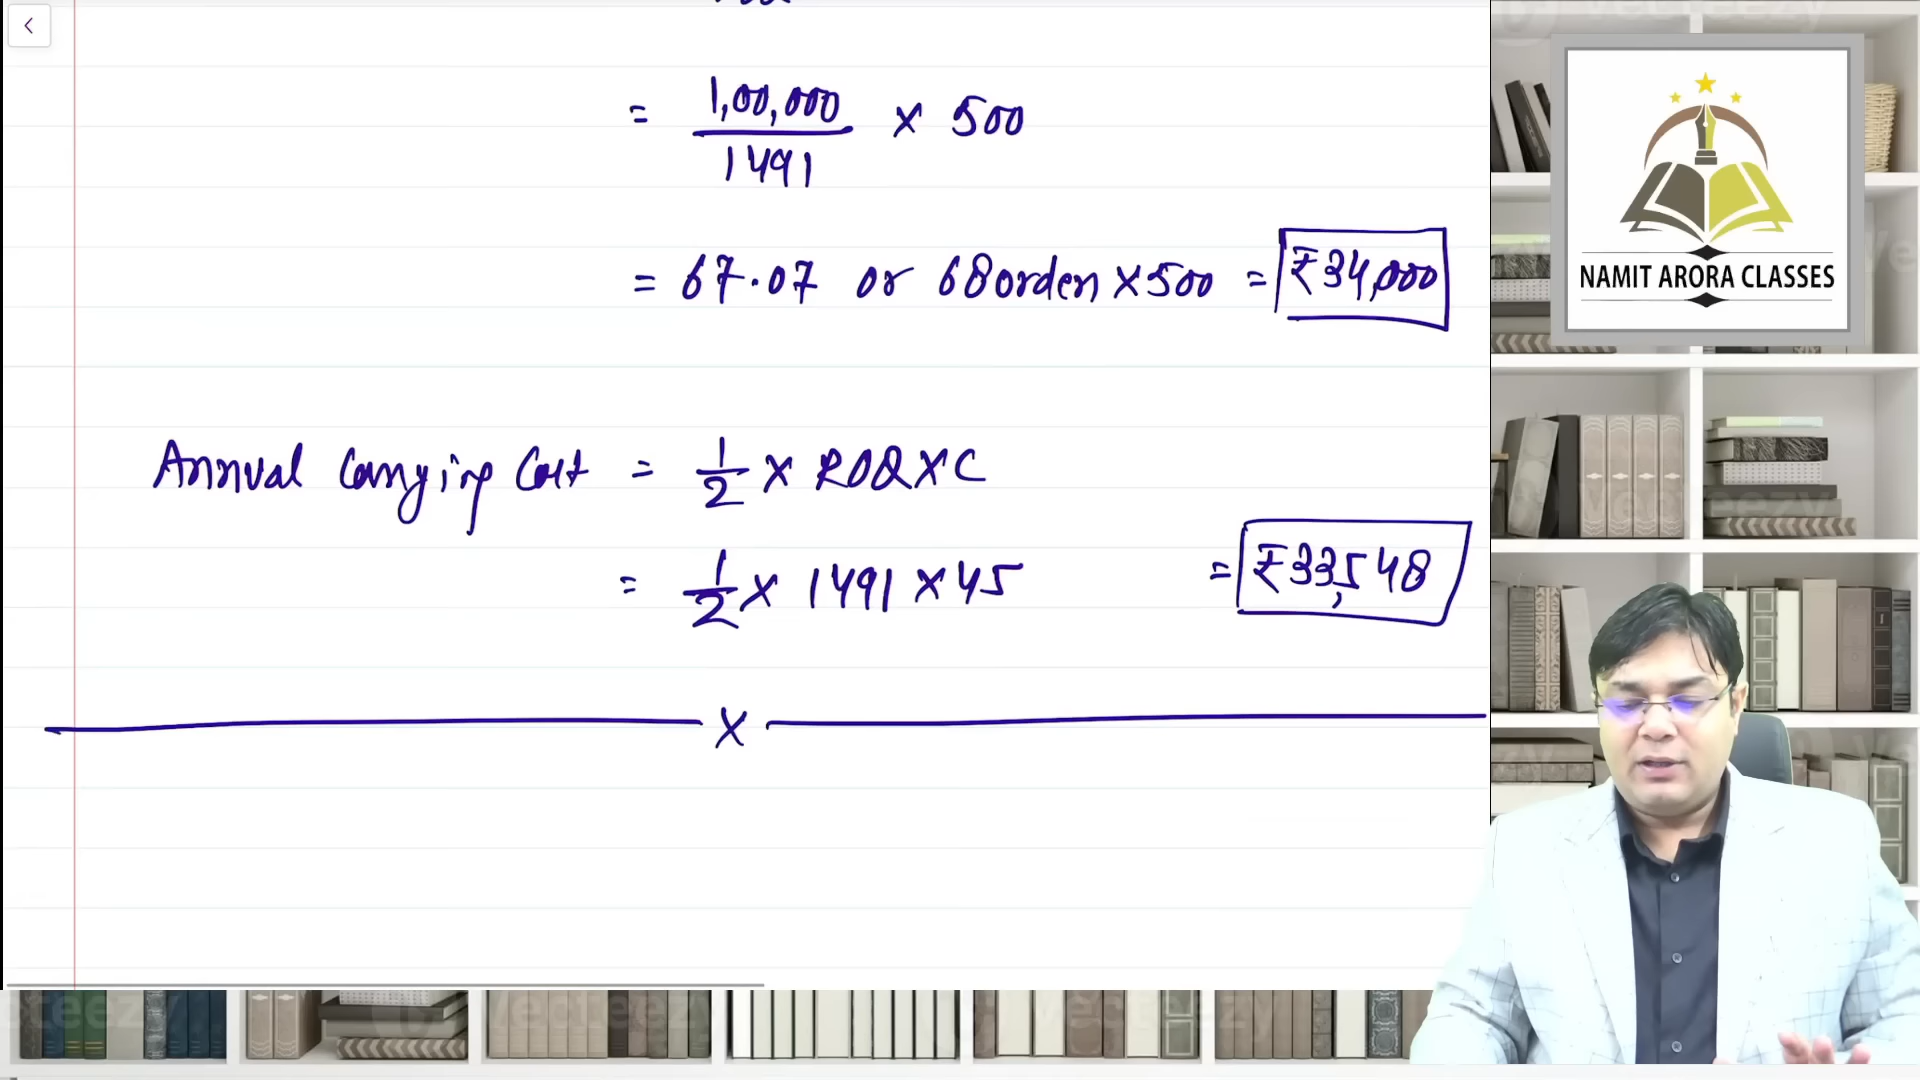 = 1,00,000 / 1491 x 500
= 67.07 or 68 orders x 500 = ₹34,000
Annual Carrying Cost = 1/2 x ROQ x C
= 1/2 x 1491 x 45 = ₹33,548
X
NAMIT ARORA CLASSES